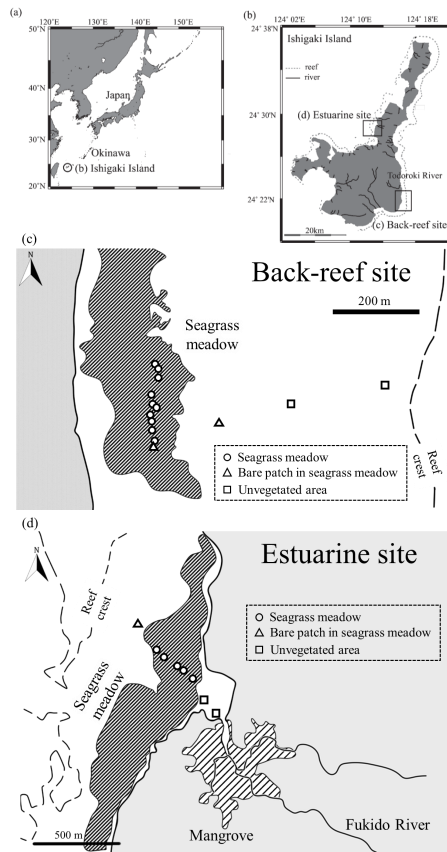 (a)
120˚E 130˚E 140˚E 150˚E
50˚N
40˚N
30˚N
20˚N
Japan
Okinawa
(b) Ishigaki Island
(b)
124˚02'E 124˚10'E 124˚18'E
24˚38'N
24˚30'N
24˚22'N
Ishigaki Island
reef
river
(d) Estuarine site
Todoroki River
(c) Back-reef site
20km
(c)
N
Back-reef site
200 m
Seagrass
meadow
Seagrass meadow
Bare patch in seagrass meadow
Unvegetated area
Reef
crest
(d)
N
Estuarine site
Reef
crest
Seagrass meadow
Bare patch in seagrass meadow
Unvegetated area
Seagrass
meadow
500 m
Mangrove
Fukido River